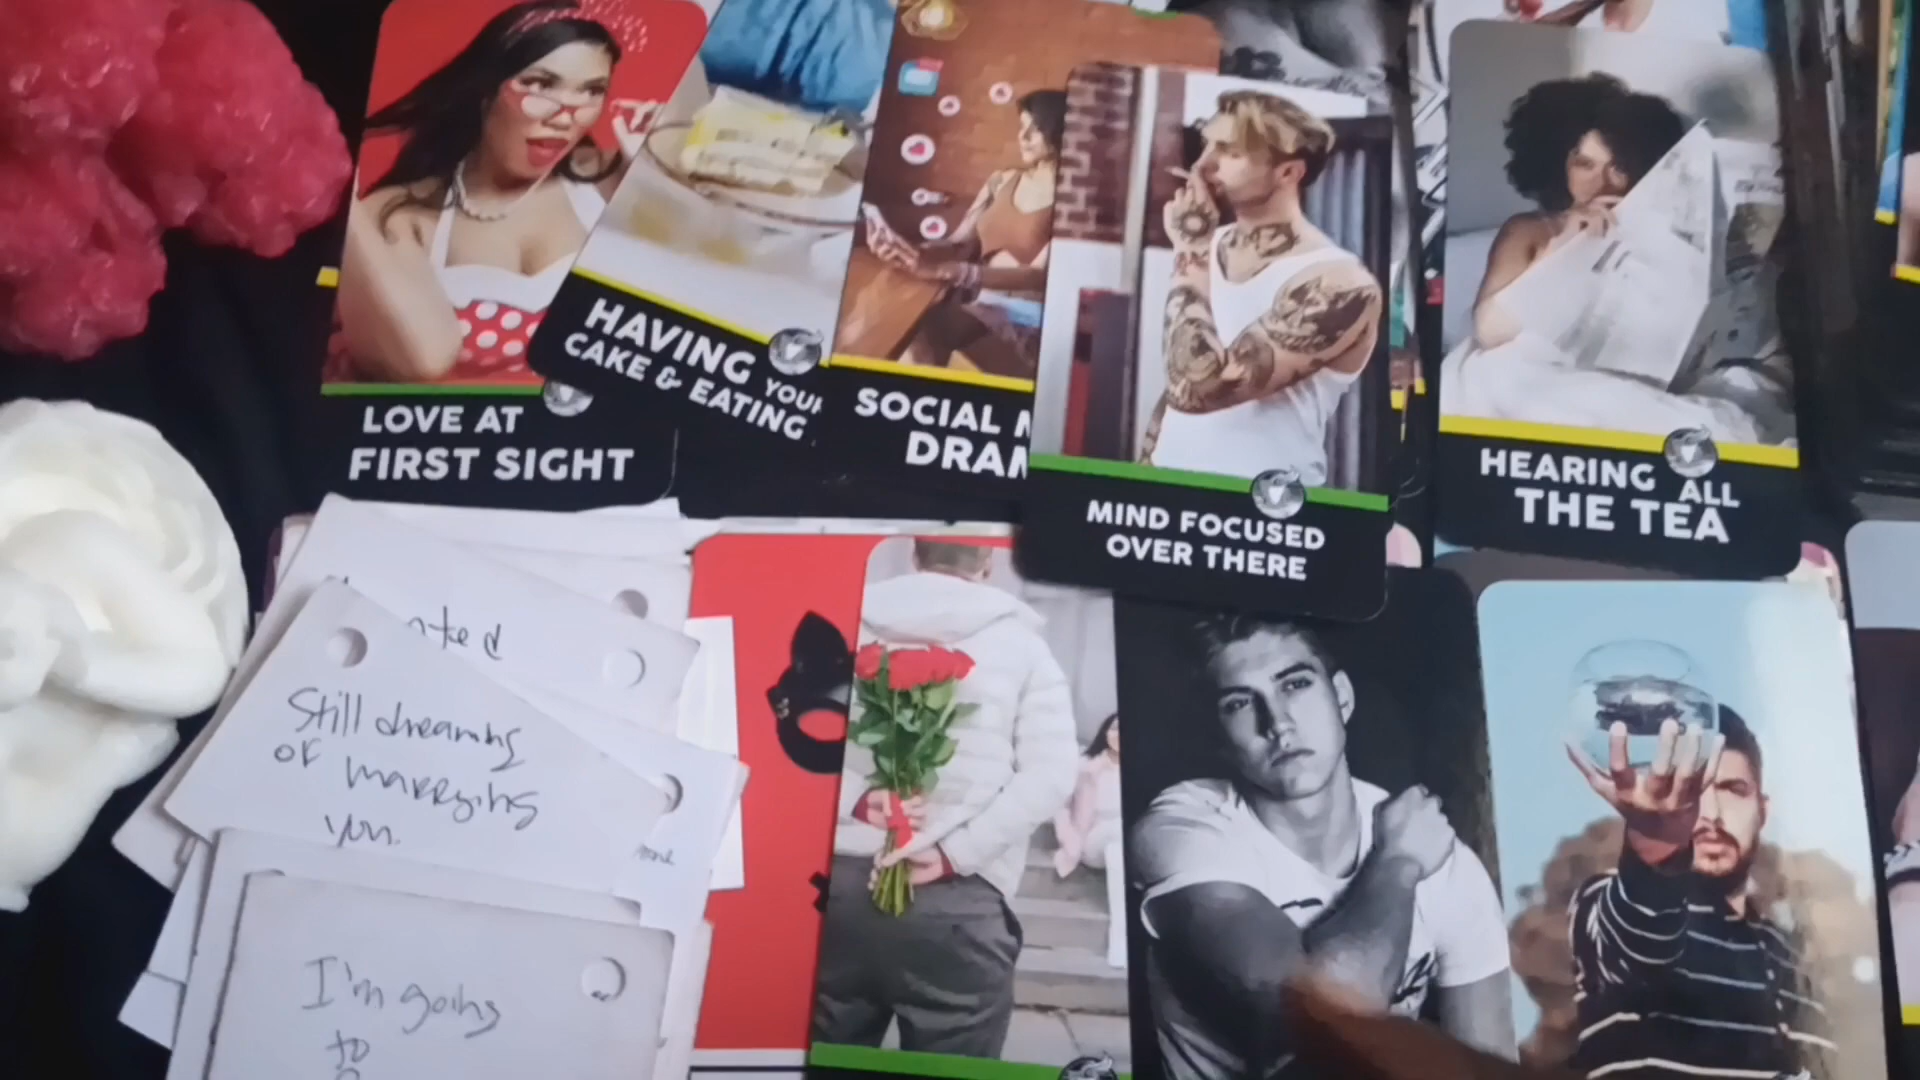 LOVE AT
FIRST SIGHT
HAVING YOUR
CAKE & EATING
SOCIAL
MIND FOCUSED
OVER THERE
HEARING ALL
THE TEA
Still dreaming
of marrying
you.
I'm going
to